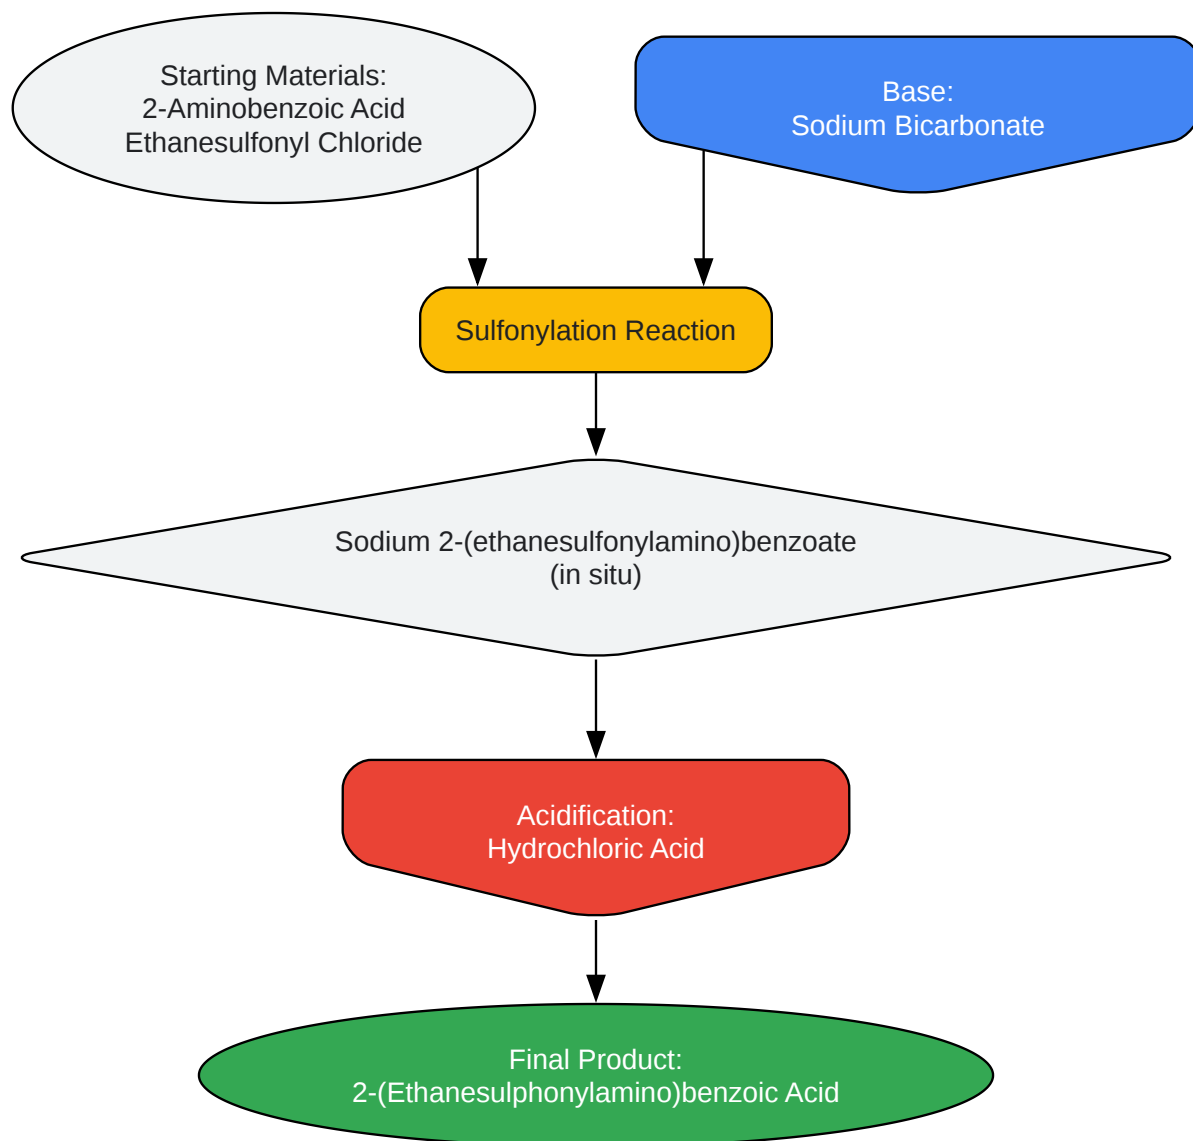 Starting Materials:
2-Aminobenzoic Acid
Ethanesulfonyl Chloride
Base:
Sodium Bicarbonate
Sulfonylation Reaction
Sodium 2-(ethanesulfonylamino)benzoate
(in situ)
Acidification:
Hydrochloric Acid
Final Product:
2-(Ethanesulphonylamino)benzoic Acid